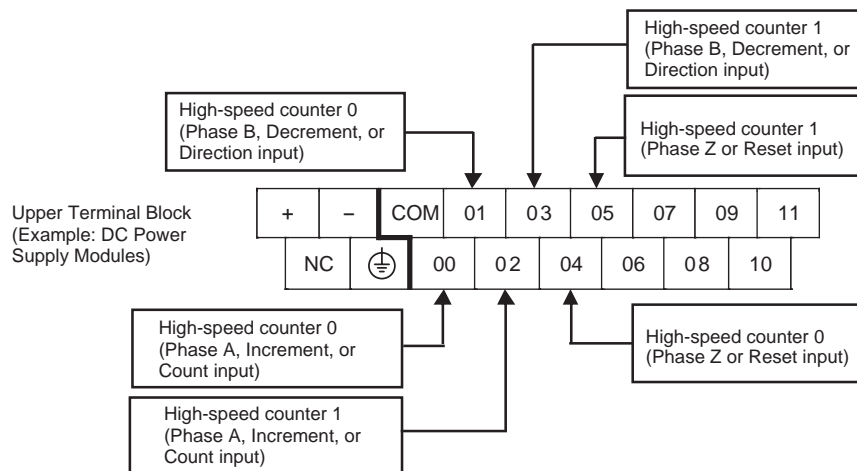 High-speed counter 1
(Phase B, Decrement, or
Direction input)
High-speed counter 0
(Phase B, Decrement, or
Direction input)
High-speed counter 1
(Phase Z or Reset input)
Upper Terminal Block
(Example: DC Power
Supply Modules)
+ − COM 01 03 05 07 09 11
NC 00 02 04 06 08 10
High-speed counter 0
(Phase A, Increment, or
Count input)
High-speed counter 0
(Phase Z or Reset input)
High-speed counter 1
(Phase A, Increment, or
Count input)